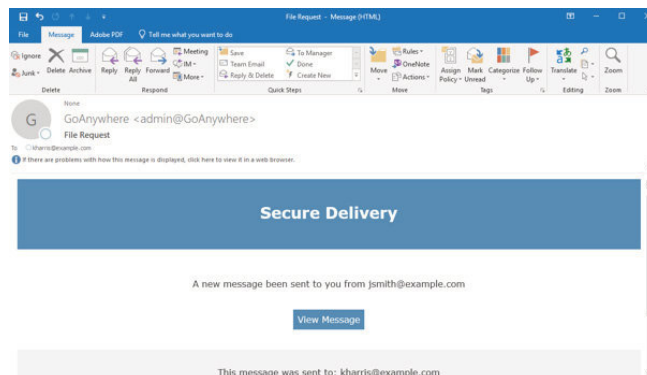 File Request - Message (HTML)
File Message Adobe PDF Tell me what you want to do
Ignore
Junk
Delete Archive
Reply Reply All Forward
Meeting
IM
More
Save
Team Email
Reply & Delete
To Manager
Done
Create New
Move
Rules
OneNote
Actions
Assign Policy Mark Unread Categorize Follow Up
Translate
Zoom
Delete Respond Quick Steps Move Tags Editing Zoom
None
G
GoAnywhere <admin@GoAnywhere>
File Request
To kharris@example.com
If there are problems with how this message is displayed, click here to view it in a web browser.
Secure Delivery
A new message been sent to you from jsmith@example.com
View Message
This message was sent to: kharris@example.com